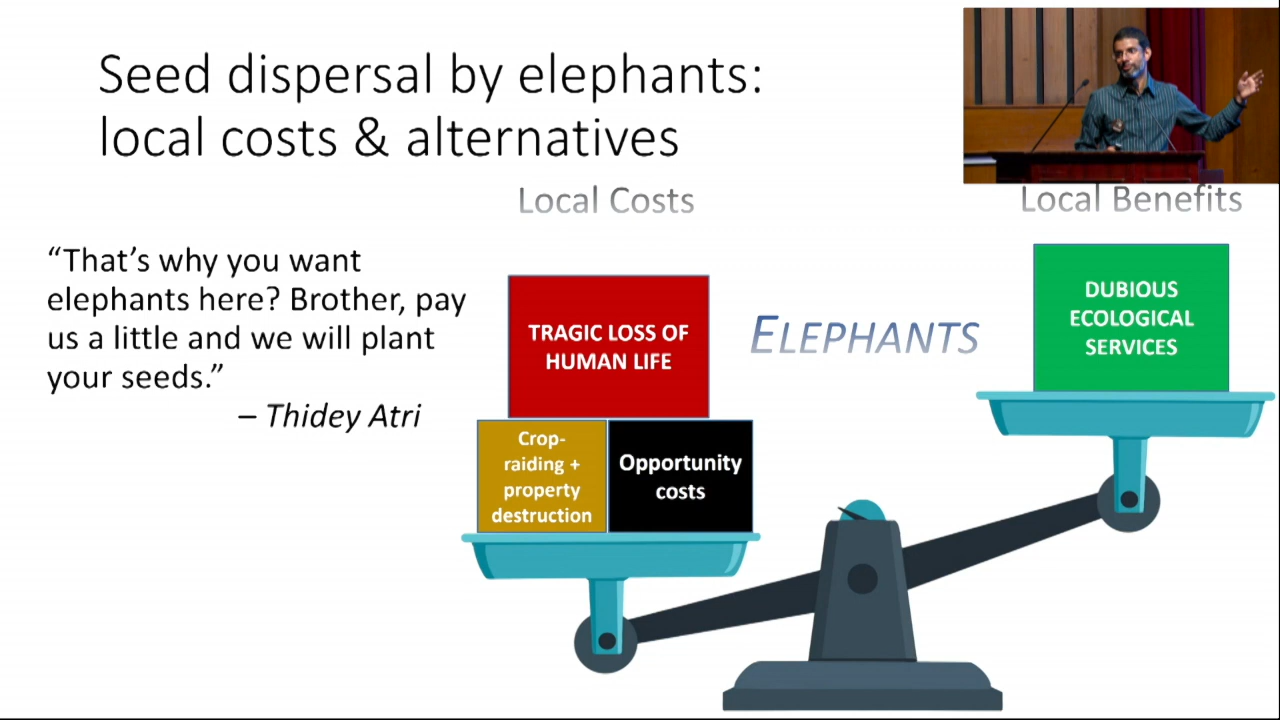 Seed dispersal by elephants:
local costs & alternatives
Local Costs
Local Benefits
“That’s why you want
elephants here? Brother, pay
us a little and we will plant
your seeds.”
– Thidey Atri
TRAGIC LOSS OF
HUMAN LIFE
Crop-
raiding +
property
destruction
Opportunity
costs
ELEPHANTS
DUBIOUS
ECOLOGICAL
SERVICES